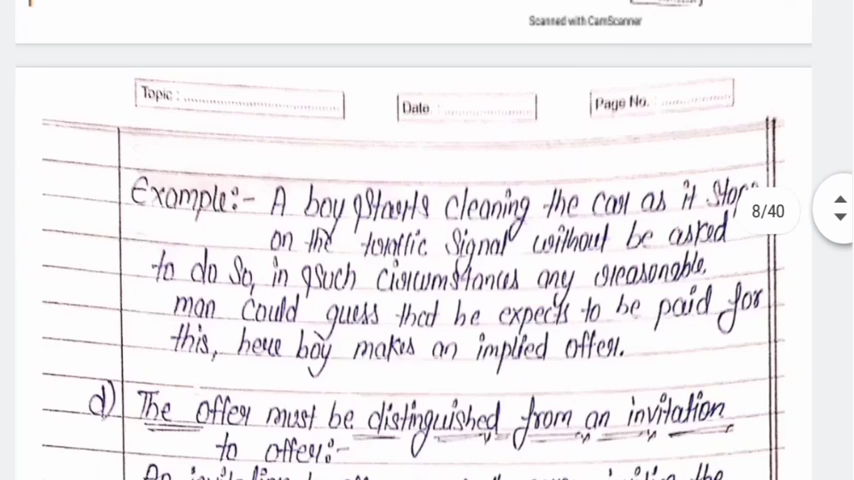 Scanned with CamScanner
Topic :
Date
Page No.
Example:- A boy starts cleaning the car as it
8/40
on the traffic signal without be asked
to do so, in such circumstances any reasonable
man could guess that he expects to be paid for
this, here boy makes an implied offer.
d) The offer must be distinguished from an invitation
to offer:-
An the